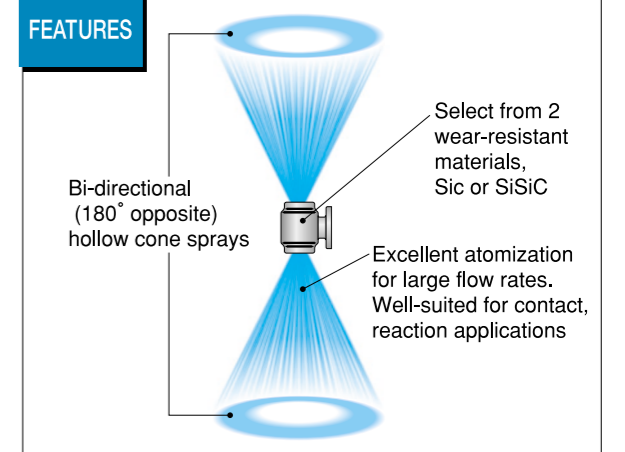 FEATURES
Select from 2
wear-resistant
materials,
Sic or SiSiC
Bi-directional
(180˚ opposite)
hollow cone sprays
Excellent atomization
for large flow rates.
Well-suited for contact,
reaction applications